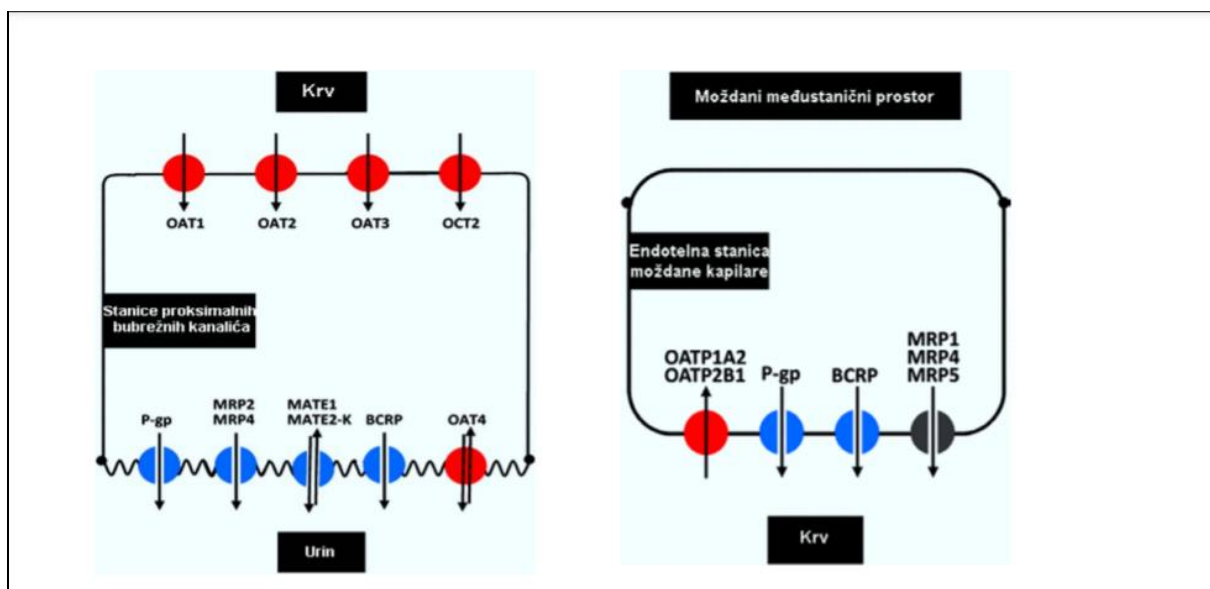 Krv
OAT1 OAT2 OAT3 OCT2
Stanice proksimalnih
bubrežnih kanalića
P-gp
MRP2
MRP4
MATE1
MATE2-K
BCRP
OAT4
Urin
Moždani međustanični prostor
Endotelna stanica
moždane kapilare
OATP1A2
OATP2B1
P-gp
BCRP
MRP1
MRP4
MRP5
Krv